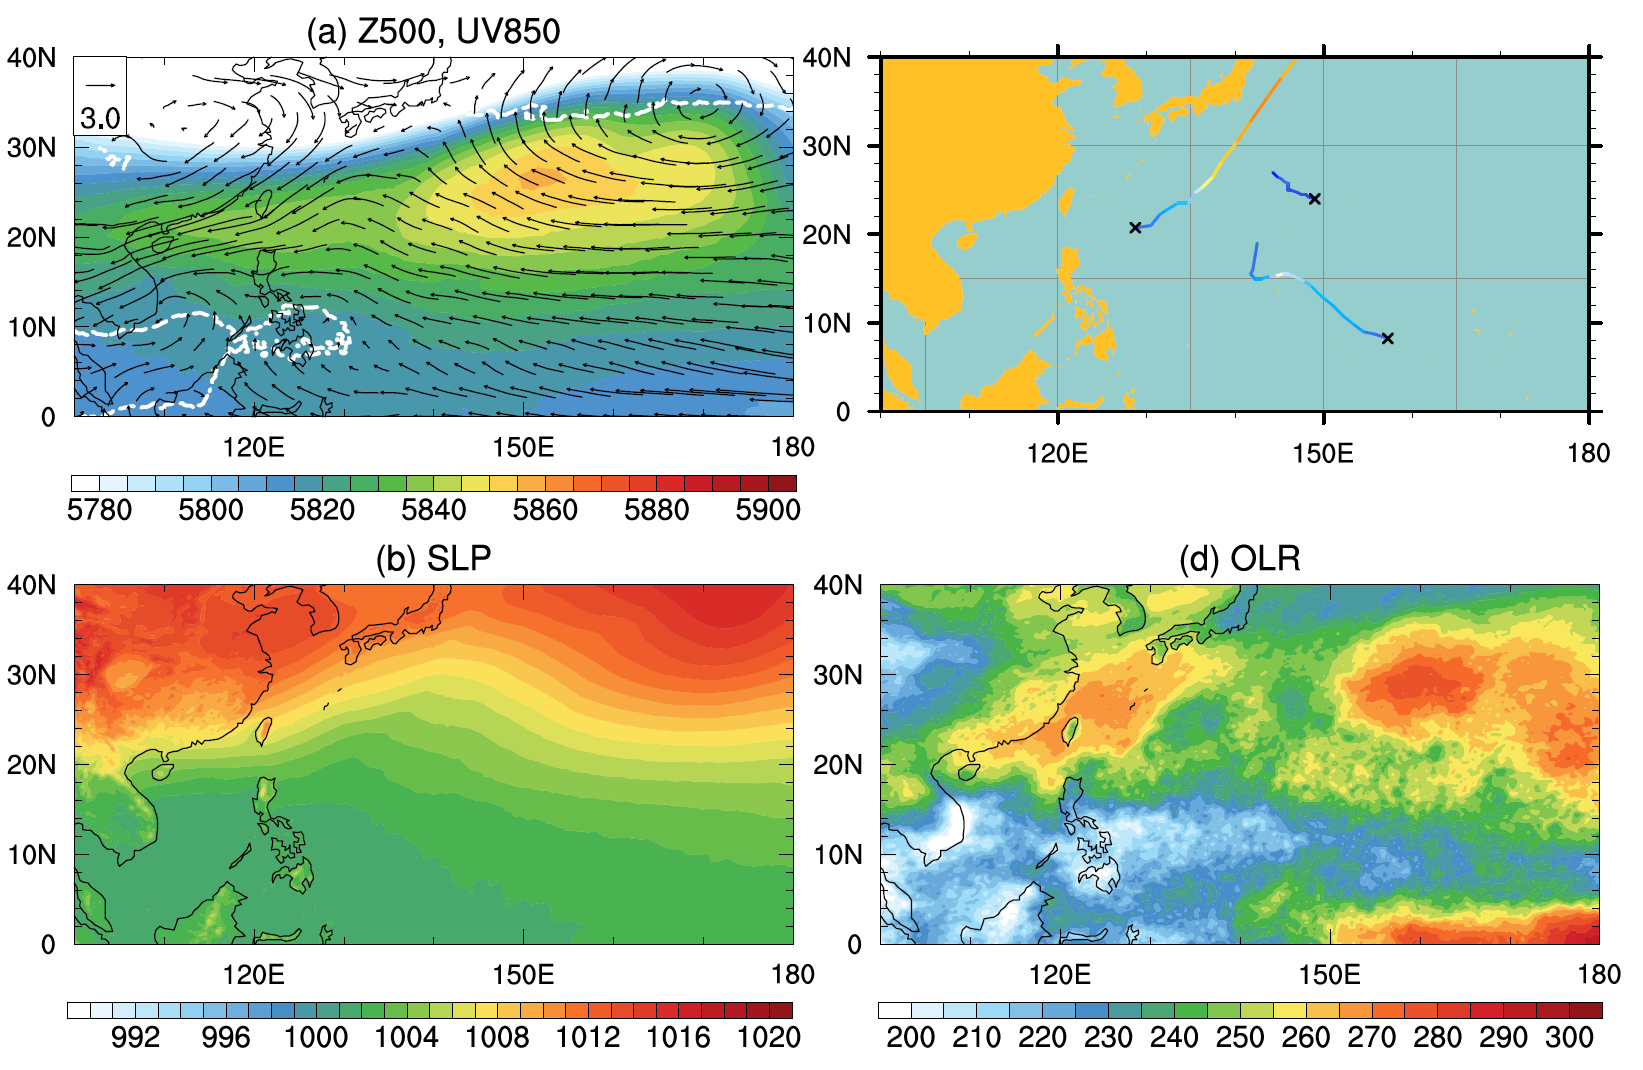 (a) Z500, UV850
40N
30N
20N
10N
0
3.0
120E 150E 180
5780 5800 5820 5840 5860 5880 5900
40N
30N
20N
10N
0
120E 150E 180
(b) SLP
40N
30N
20N
10N
0
120E 150E 180
992 996 1000 1004 1008 1012 1016 1020
(d) OLR
40N
30N
20N
10N
0
120E 150E 180
200 210 220 230 240 250 260 270 280 290 300